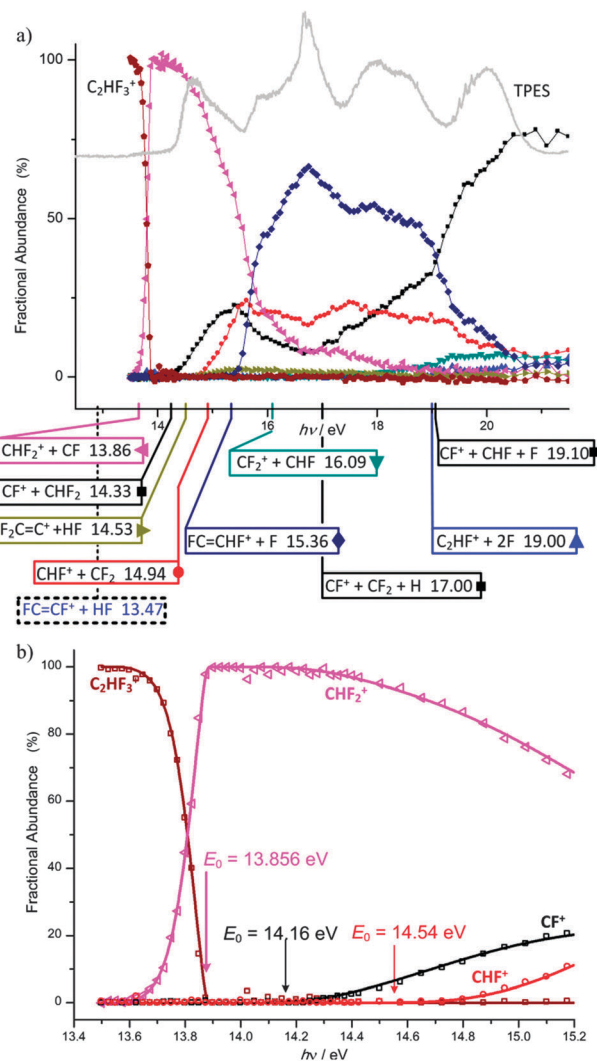 a)
100
C₂HF₃⁺
TPES
Fractional Abundance (%)
50
0
14 16 18 20
hν / eV
CHF₂⁺ + CF 13.86
CF₂⁺ + CHF 16.09
CF⁺ + CHF + F 19.10
CF⁺ + CHF₂ 14.33
F₂C=C⁺ +HF 14.53
FC=CHF⁺ + F 15.36
C₂HF⁺ + 2F 19.00
CHF⁺ + CF₂ 14.94
CF⁺ + CF₂ + H 17.00
FC=CF⁺ + HF 13.47
b)
100
C₂HF₃⁺
CHF₂⁺
80
Fractional Abundance (%)
60
E₀ = 13.856 eV
40
E₀ = 14.16 eV
E₀ = 14.54 eV
20
CF⁺
CHF⁺
0
13.4 13.6 13.8 14.0 14.2 14.4 14.6 14.8 15.0 15.2
hν / eV